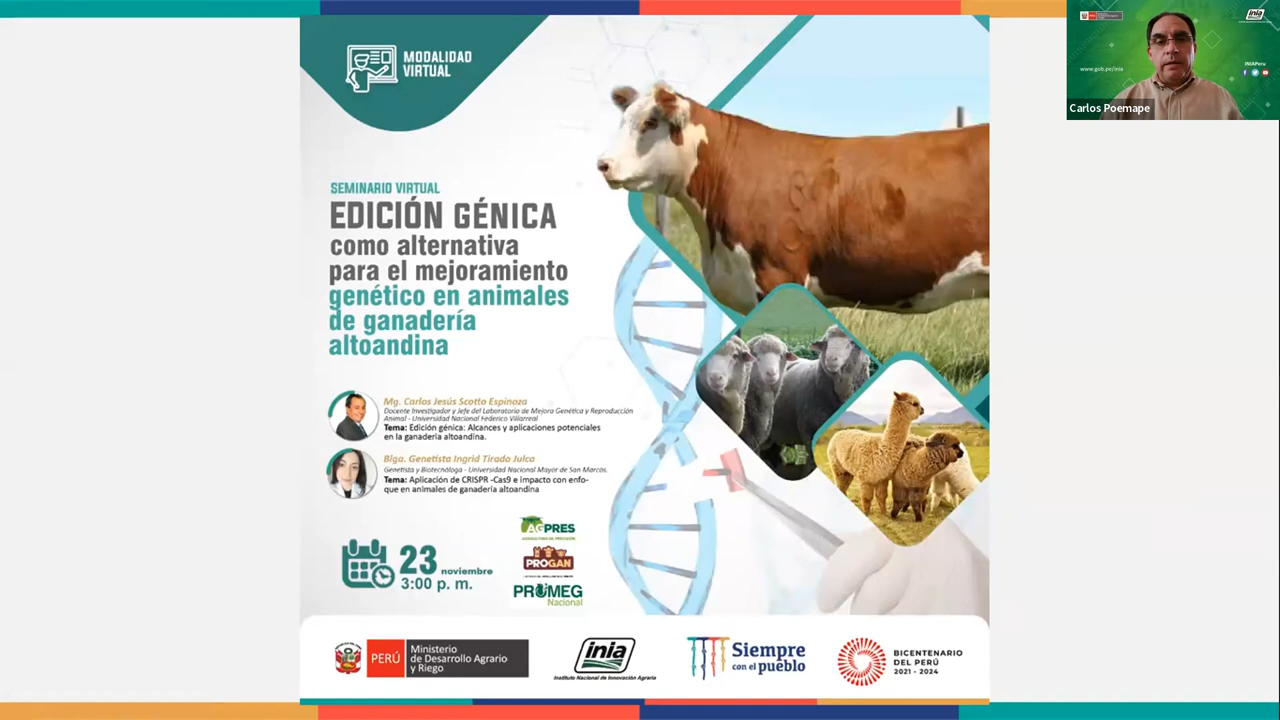 MODALIDAD
VIRTUAL
SEMINARIO VIRTUAL
EDICIÓN GÉNICA
como alternativa
para el mejoramiento
genético en animales
de ganadería
altoandina
Mg. Carlos Jesús Scotto Espinoza
Docente Investigador y Jefe del Laboratorio de Mejora Genética y Reproducción
Animal - Universidad Nacional Federico Villarreal
Tema: Edición génica: Alcances y aplicaciones potenciales
en la ganadería altoandina.
Blga. Genetista Ingrid Tirado Julca
Genetista y Biotecnóloga - Universidad Nacional Mayor de San Marcos.
Tema: Aplicación de CRISPR -Cas9 e impacto con enfo-
que en animales de ganadería altoandina
23 noviembre
3:00 p. m.
AGPRES
AGRICULTURA DE PRECISIÓN
PROGAN
PROMEG
Nacional
PERÚ
Ministerio
de Desarrollo Agrario
y Riego
inia
Instituto Nacional de Innovación Agraria
Siempre
con el pueblo
BICENTENARIO
DEL PERÚ
2021 - 2024
PERÚ
inia
www.gob.pe/inia
INIAPeru
Carlos Poemape